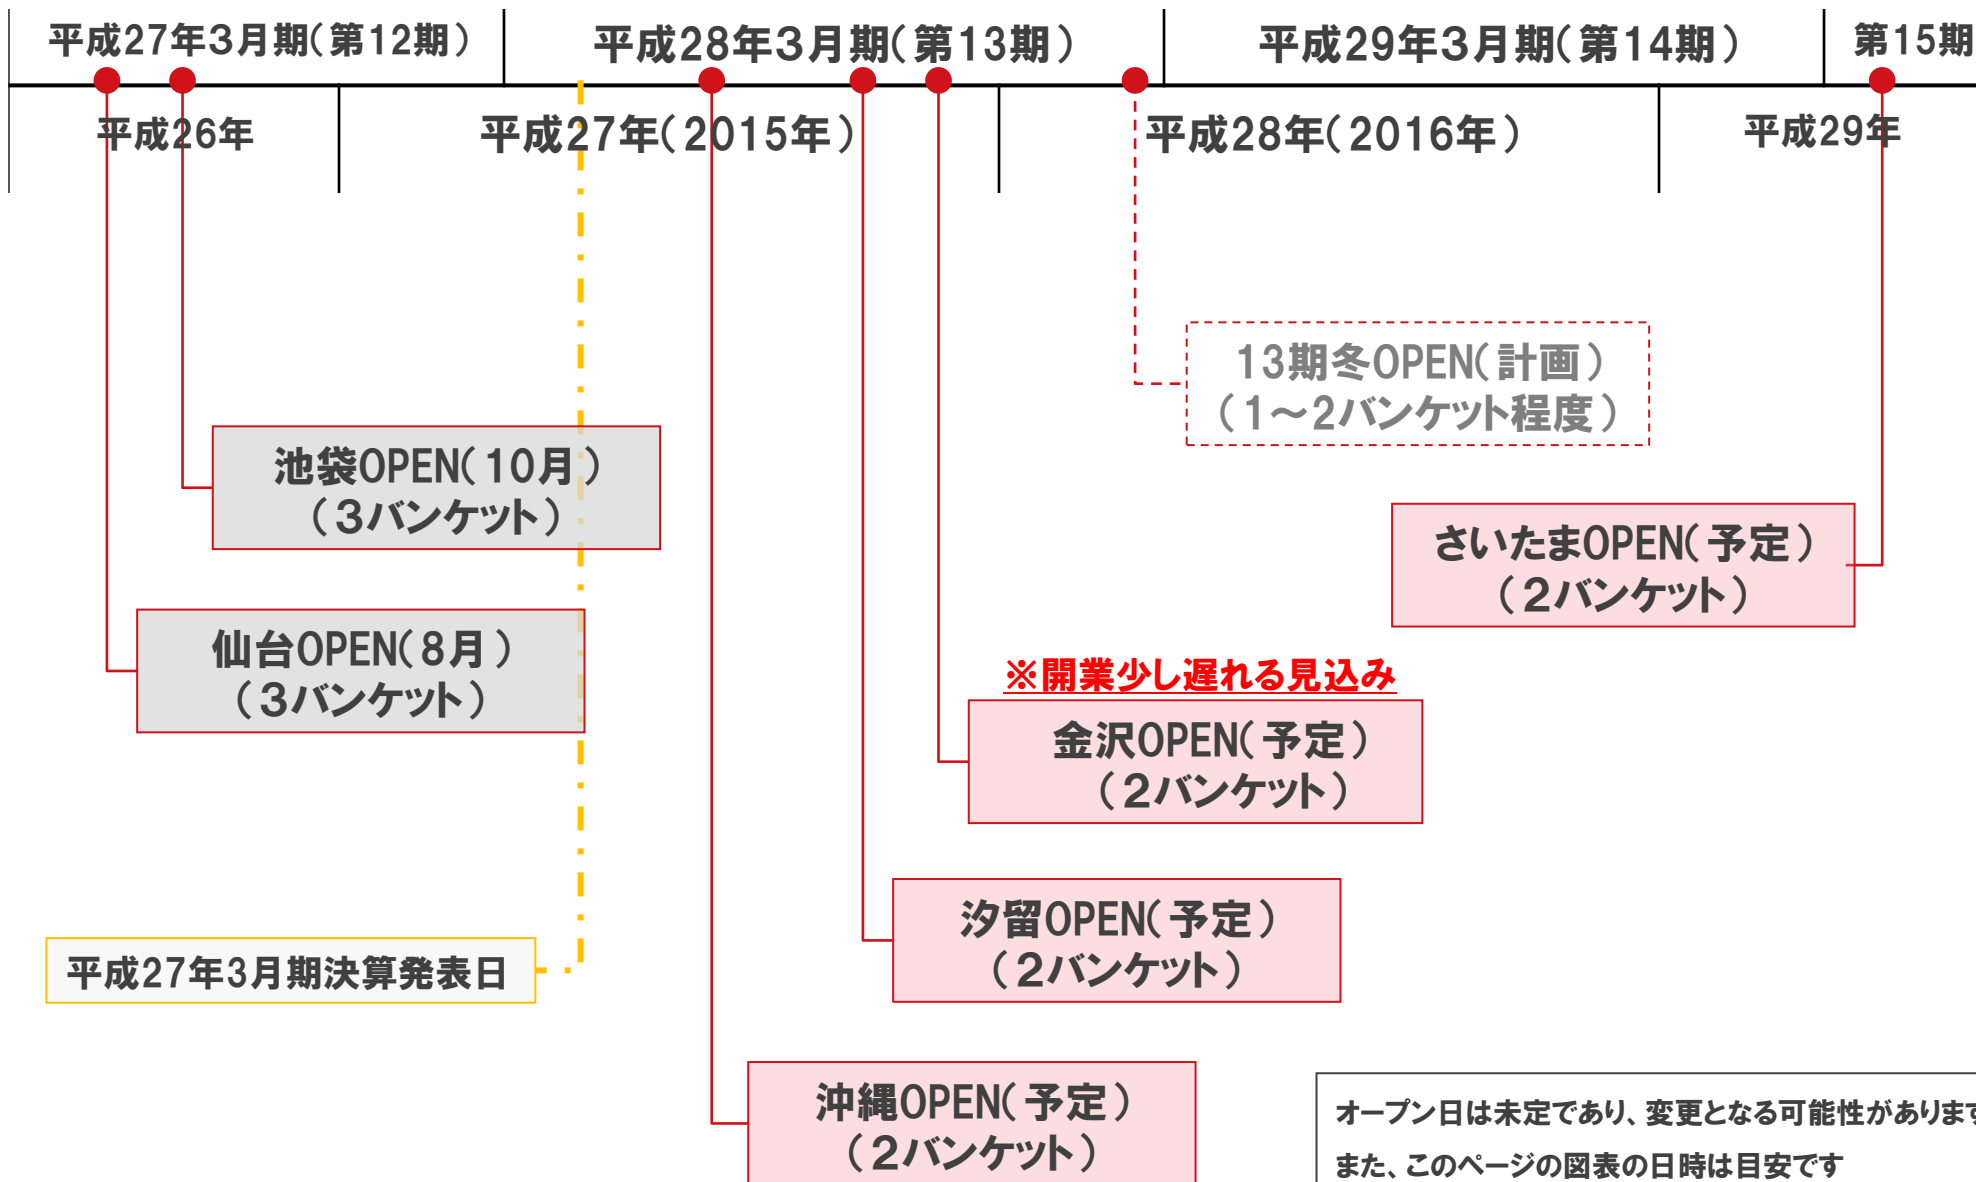 平成27年3月期（第12期）
平成28年3月期（第13期）
平成29年3月期（第14期）
第15期
平成26年
平成27年（2015年）
平成28年（2016年）
平成29年
13期冬OPEN（計画）
（1～2バンケット程度）
池袋OPEN（10月）
（3バンケット）
さいたまOPEN（予定）
（2バンケット）
仙台OPEN（8月）
（3バンケット）
※開業少し遅れる見込み
金沢OPEN（予定）
（2バンケット）
汐留OPEN（予定）
（2バンケット）
平成27年3月期決算発表日
沖縄OPEN（予定）
（2バンケット）
オープン日は未定であり、変更となる可能性があります
また、このページの図表の日時は目安です